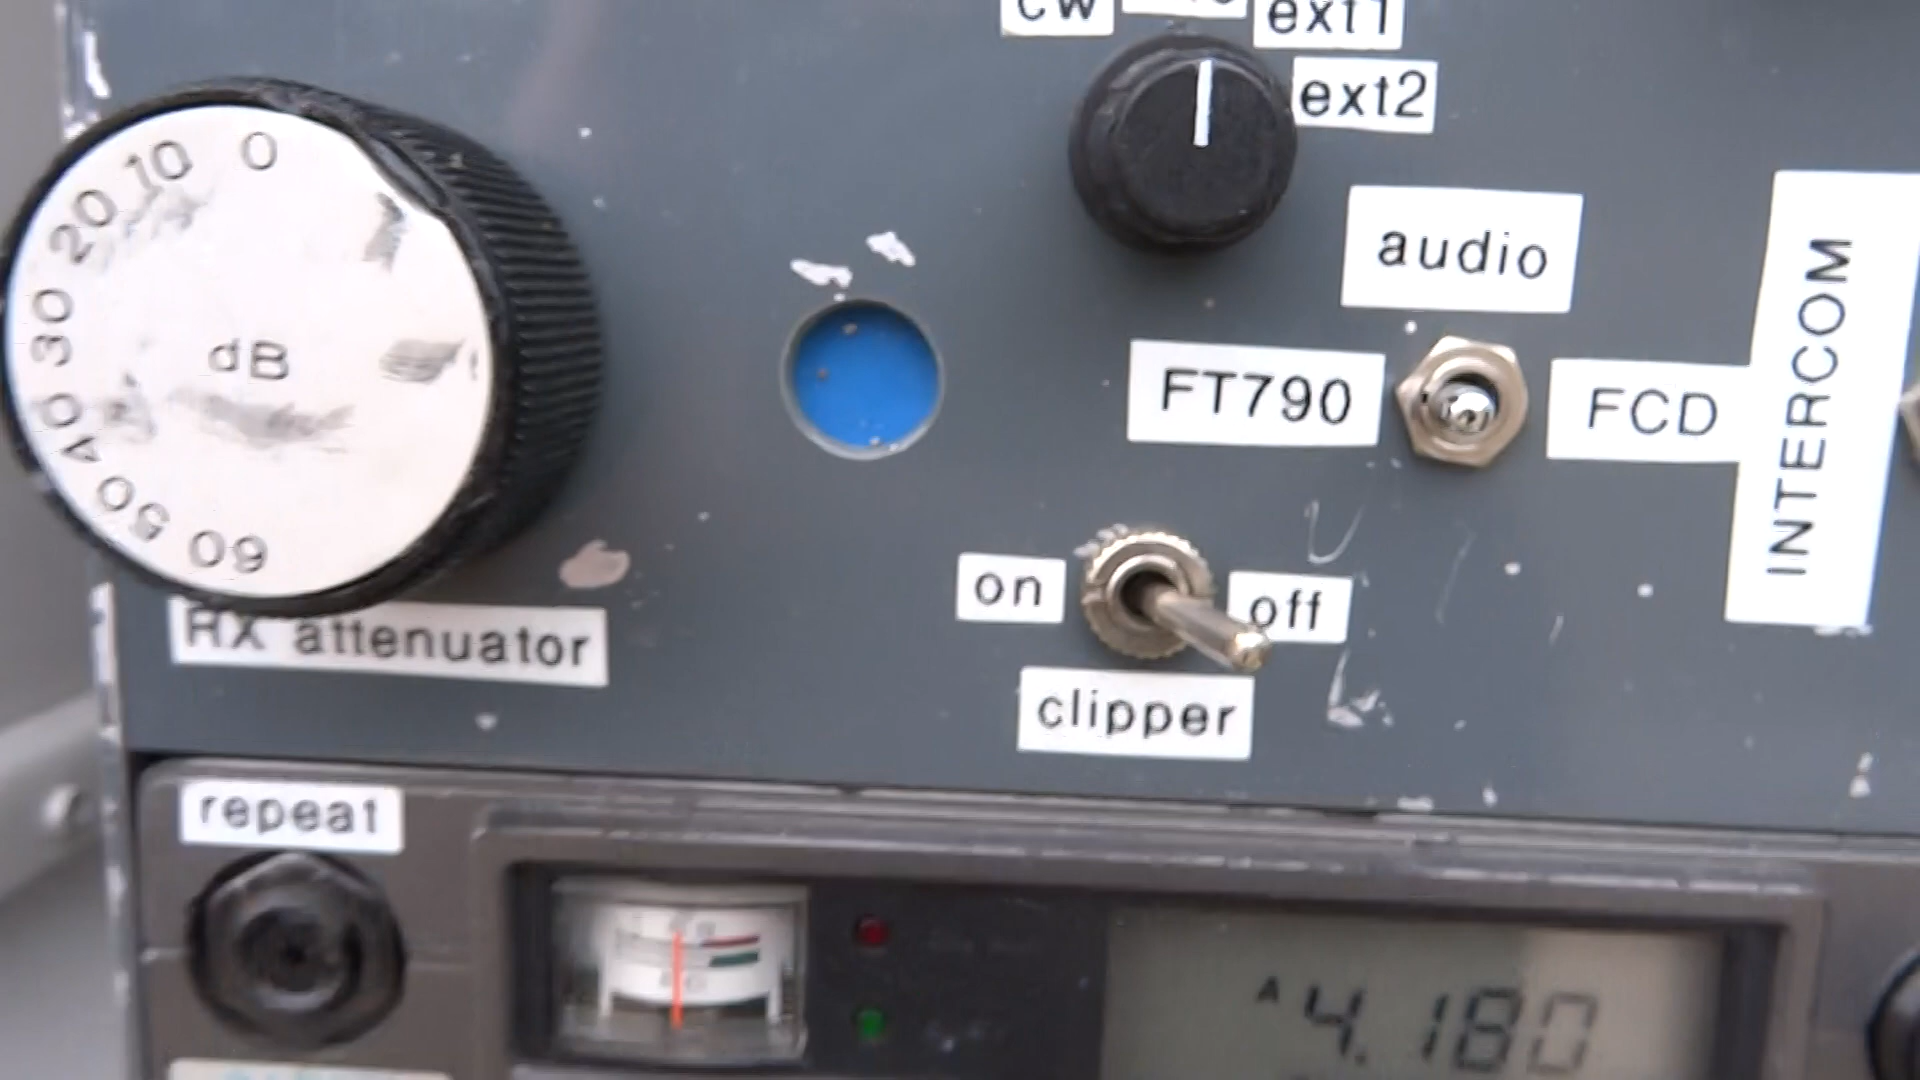 cw
ext1
ext2
0
10
20
30
40
50
60
dB
RX attenuator
audio
FT790
FCD
INTERCOM
on
off
clipper
repeat
A 4.180